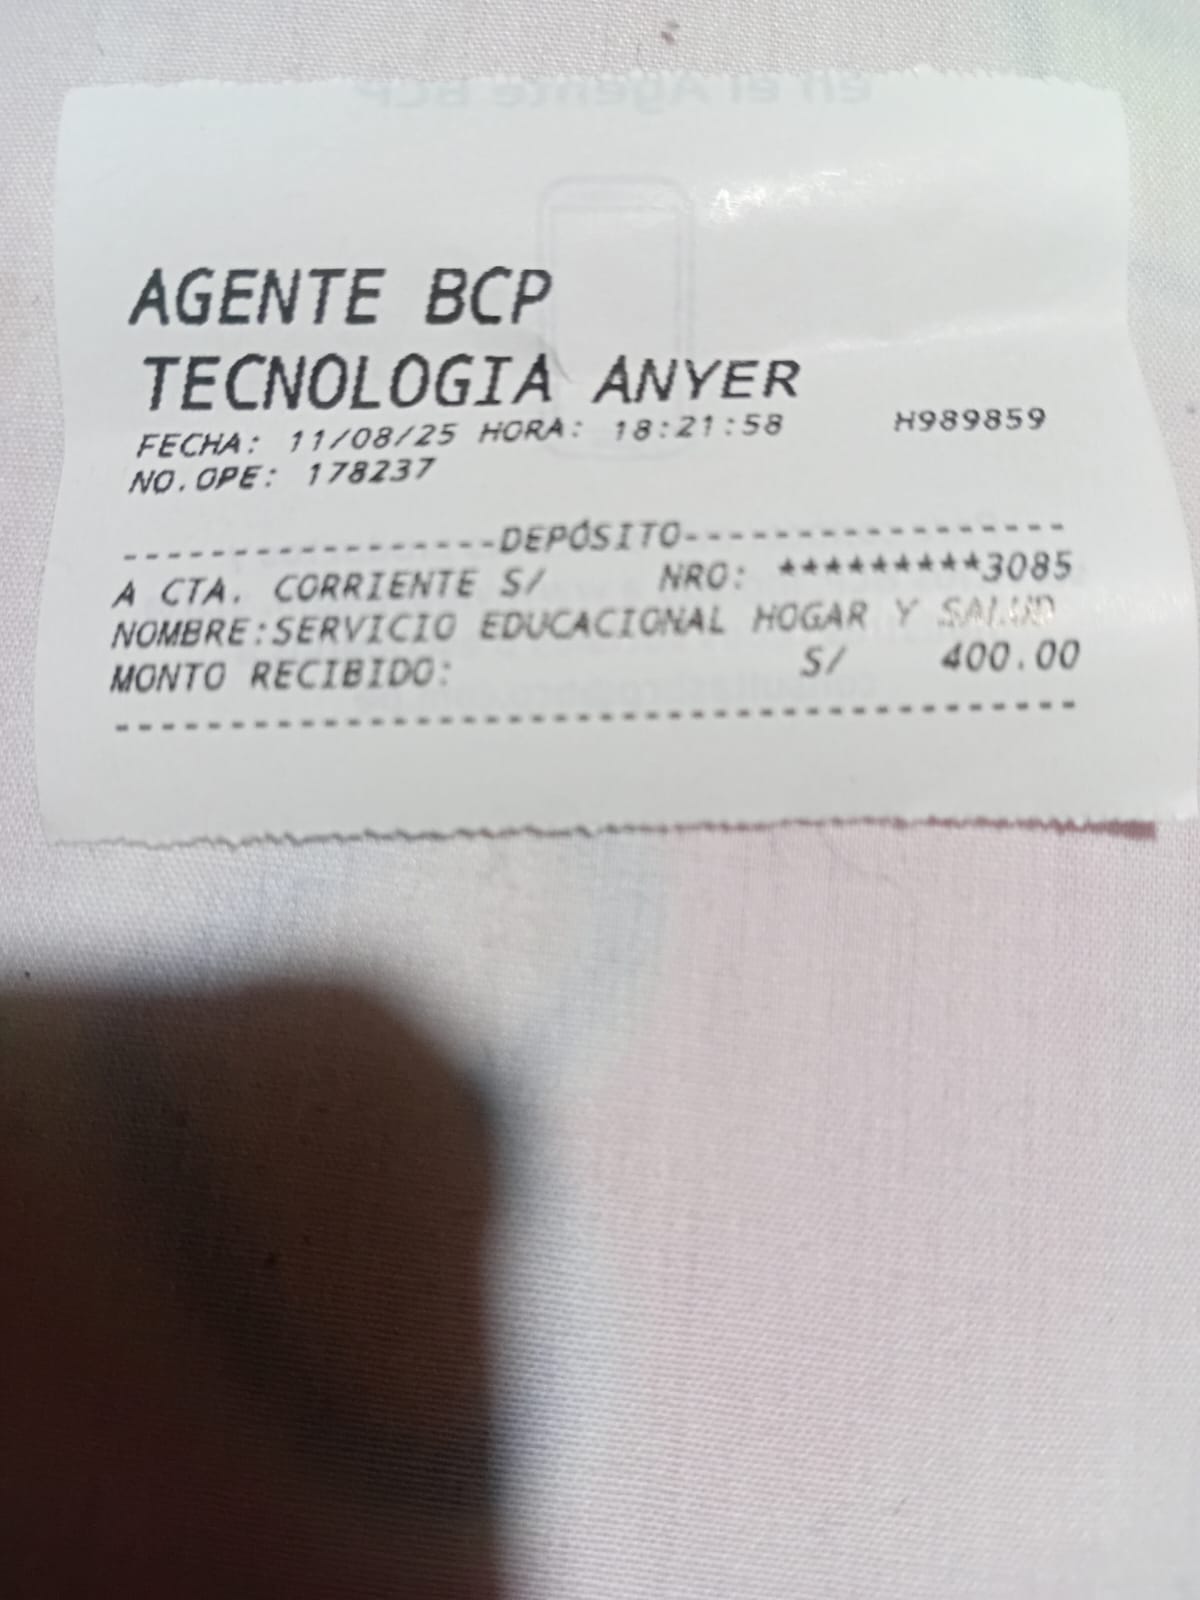 AGENTE BCP
TECNOLOGIA ANYER
FECHA: 11/08/25 HORA: 18:21:58 H989859
NO.OPE: 178237
-----------------DEPÓSITO-----------------
A CTA. CORRIENTE S/ NRO: *********3085
NOMBRE:SERVICIO EDUCACIONAL HOGAR Y SALUD
MONTO RECIBIDO: S/ 400.00
------------------------------------------